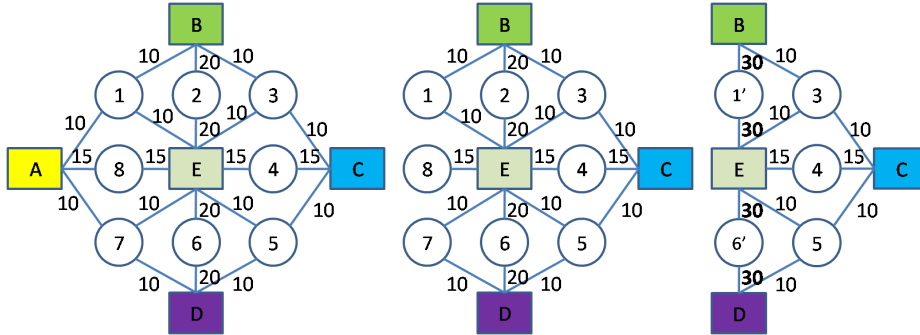 B B B
10 20 10 10 20 10 30 10
1 2 3 1 2 3 1’ 3
10 10 20 10 10 10 20 10 10 30 10 10
A 15 8 15 E 15 4 15 C 8 15 E 15 4 15 C E 15 4 15 C
10 10 20 10 10 10 20 10 10 30 10 10
7 6 5 7 6 5 6’ 5
10 20 10 10 20 10 30 10
D D D